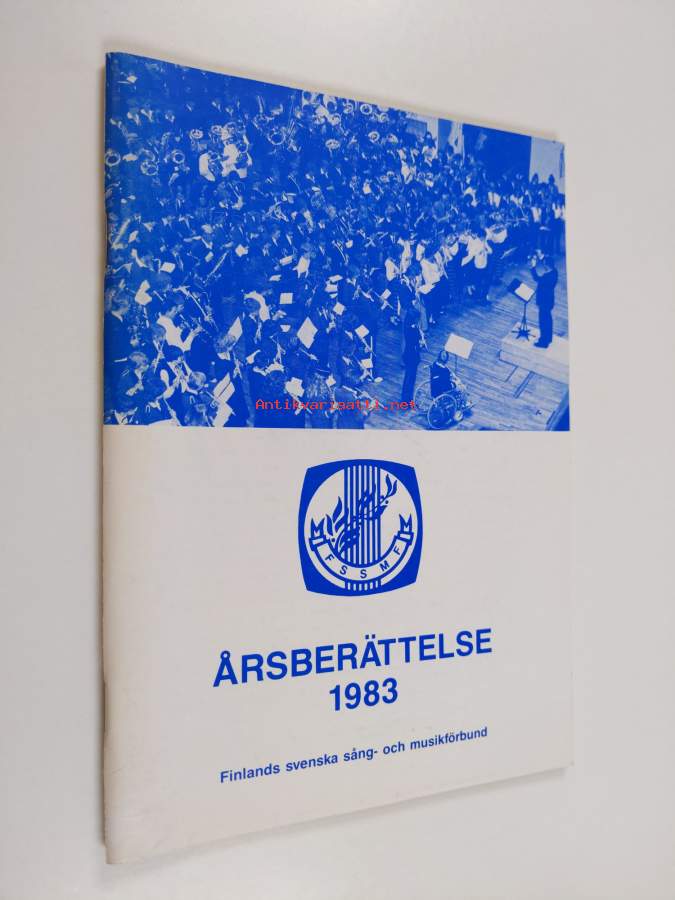 Antikvariaatti.net
FSSMF
ÅRSBERÄTTELSE
1983
Finlands svenska sång- och musikförbund